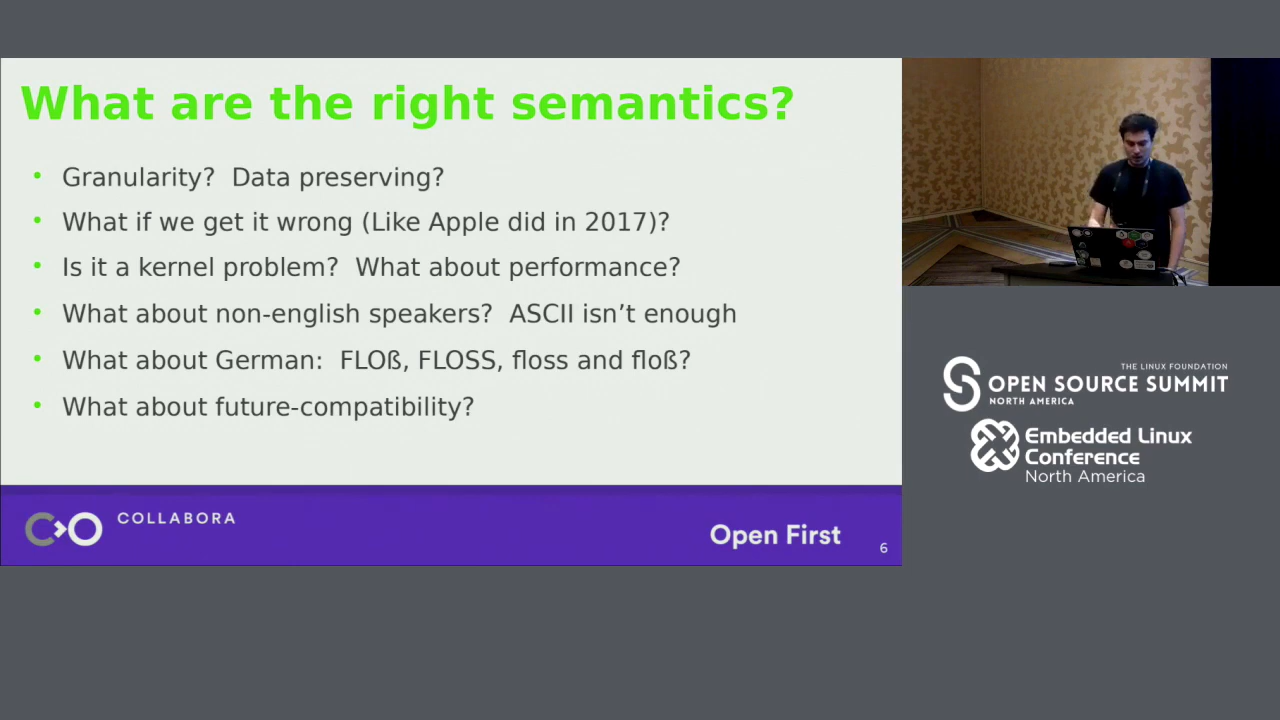 What are the right semantics?
• Granularity?  Data preserving?
• What if we get it wrong (Like Apple did in 2017)?
• Is it a kernel problem?  What about performance?
• What about non-english speakers?  ASCII isn’t enough
• What about German:  FLOß, FLOSS, floss and floß?
• What about future-compatibility?
COLLABORA
Open First
6
THE LINUX FOUNDATION
OPEN SOURCE SUMMIT
NORTH AMERICA
Embedded Linux
Conference
North America